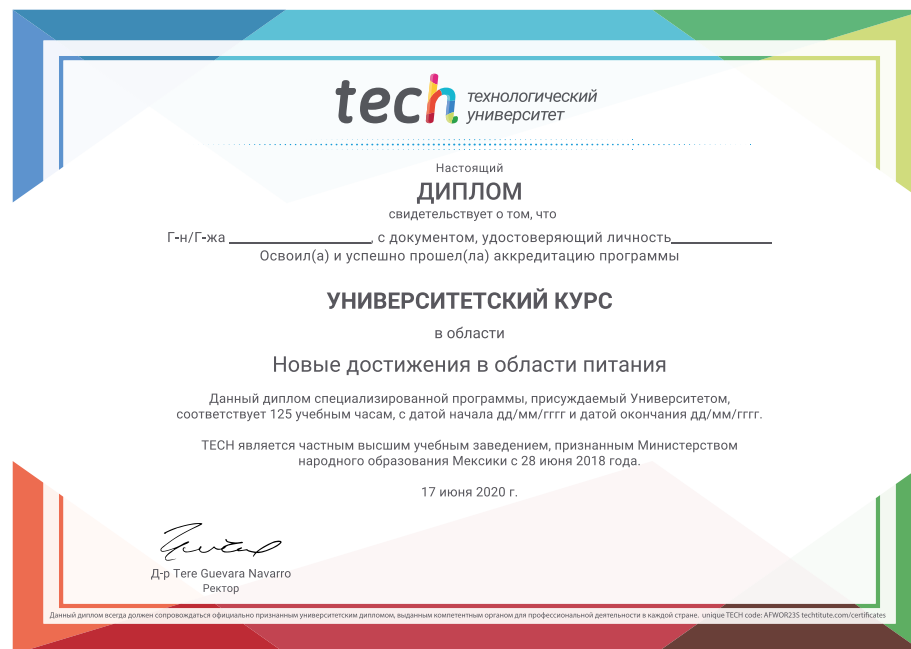 tech технологический
университет
Настоящий
ДИПЛОМ
свидетельствует о том, что
Г-н/Г-жа ____________________, с документом, удостоверяющий личность______________
Освоил(а) и успешно прошел(ла) аккредитацию программы
УНИВЕРСИТЕТСКИЙ КУРС
в области
Новые достижения в области питания
Данный диплом специализированной программы, присуждаемый Университетом,
соответствует 125 учебным часам, с датой начала дд/мм/гггг и датой окончания дд/мм/гггг.
TECH является частным высшим учебным заведением, признанным Министерством
народного образования Мексики с 28 июня 2018 года.
17 июня 2020 г.
Д-р Tere Guevara Navarro
Ректор
Данный диплом всегда должен сопровождаться официально признанным университетским дипломом, выданным компетентным органом для профессиональной деятельности в каждой стране. unique TECH code: AFWOR23S techtitute.com/certificates